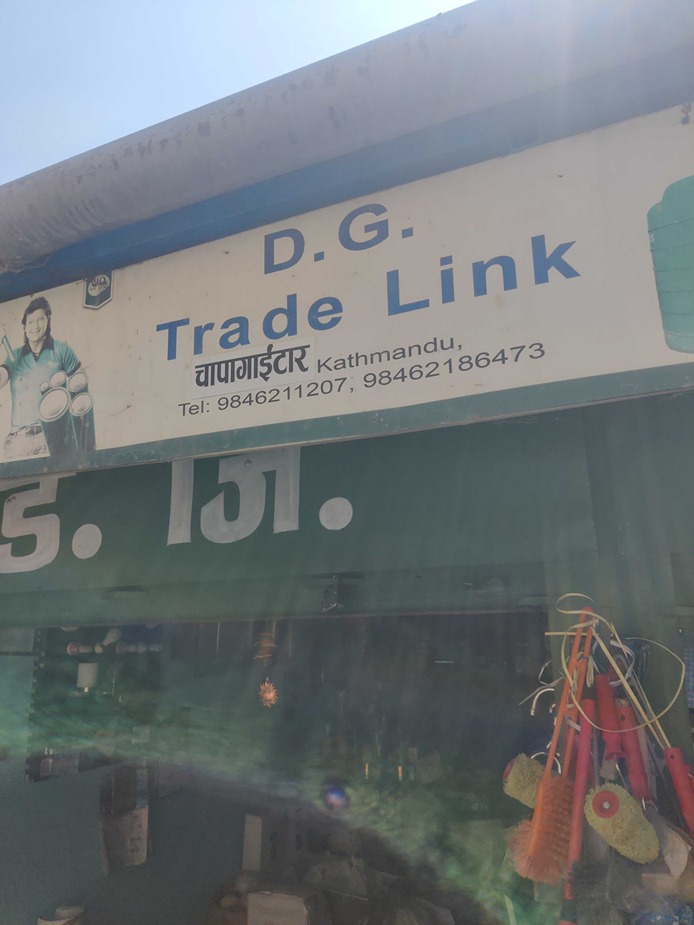 D. G.
Trade Link
चापागाईटार Kathmandu,
Tel: 9846211207, 98462186473
डि. जि.